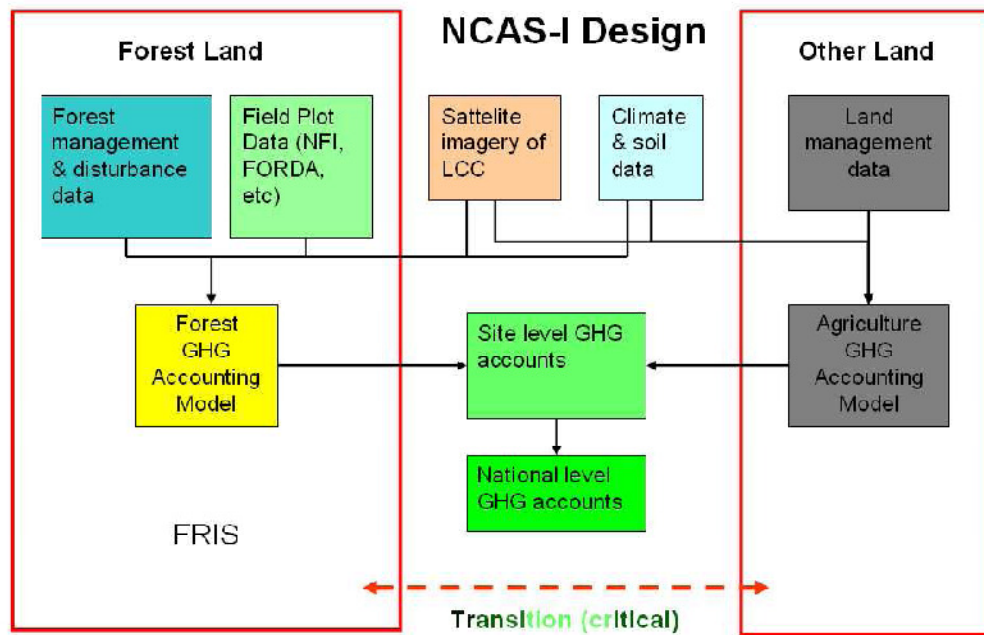 NCAS-I Design
Forest Land
Other Land
Forest
management
& disturbance
data
Field Plot
Data (NFI,
FORDA,
etc)
Sattelite
imagery of
LCC
Climate
& soil
data
Land
management
data
Forest
GHG
Accounting
Model
Site level GHG
accounts
Agriculture
GHG
Accounting
Model
National level
GHG accounts
FRIS
Transition (critical)